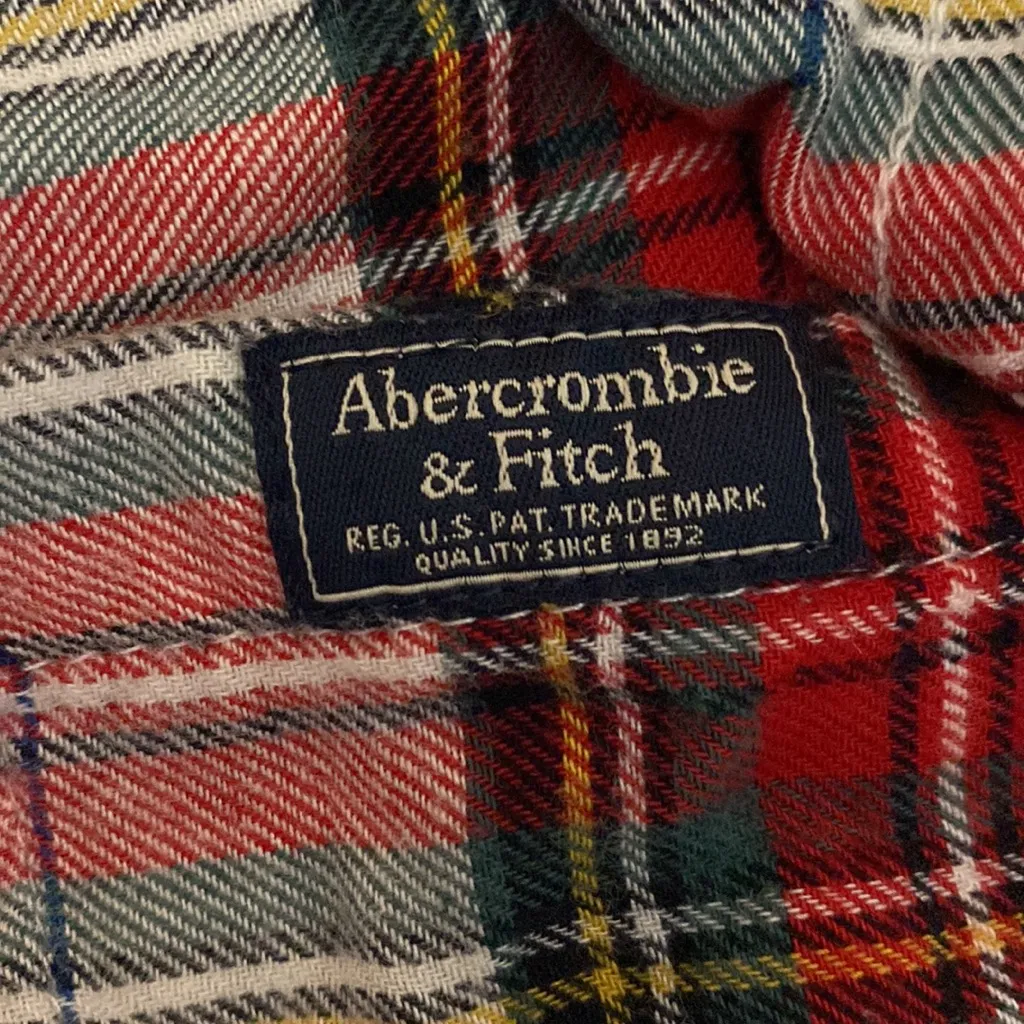 Abercrombie
& Fitch
REG. U.S. PAT. TRADEMARK
QUALITY SINCE 1892